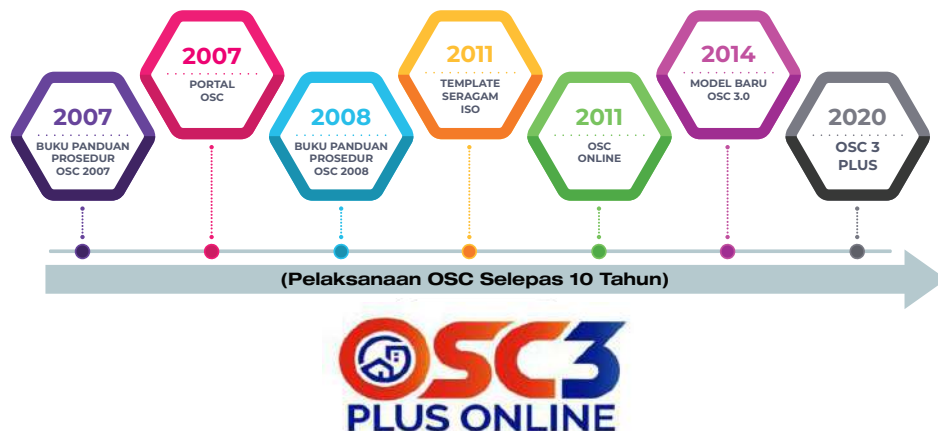 2007
BUKU PANDUAN
PROSEDUR
OSC 2007
2007
PORTAL
OSC
2008
BUKU PANDUAN
PROSEDUR
OSC 2008
2011
TEMPLATE
SERAGAM
ISO
2011
OSC
ONLINE
2014
MODEL BARU
OSC 3.0
2020
OSC 3
PLUS
(Pelaksanaan OSC Selepas 10 Tahun)
OSC3
PLUS ONLINE